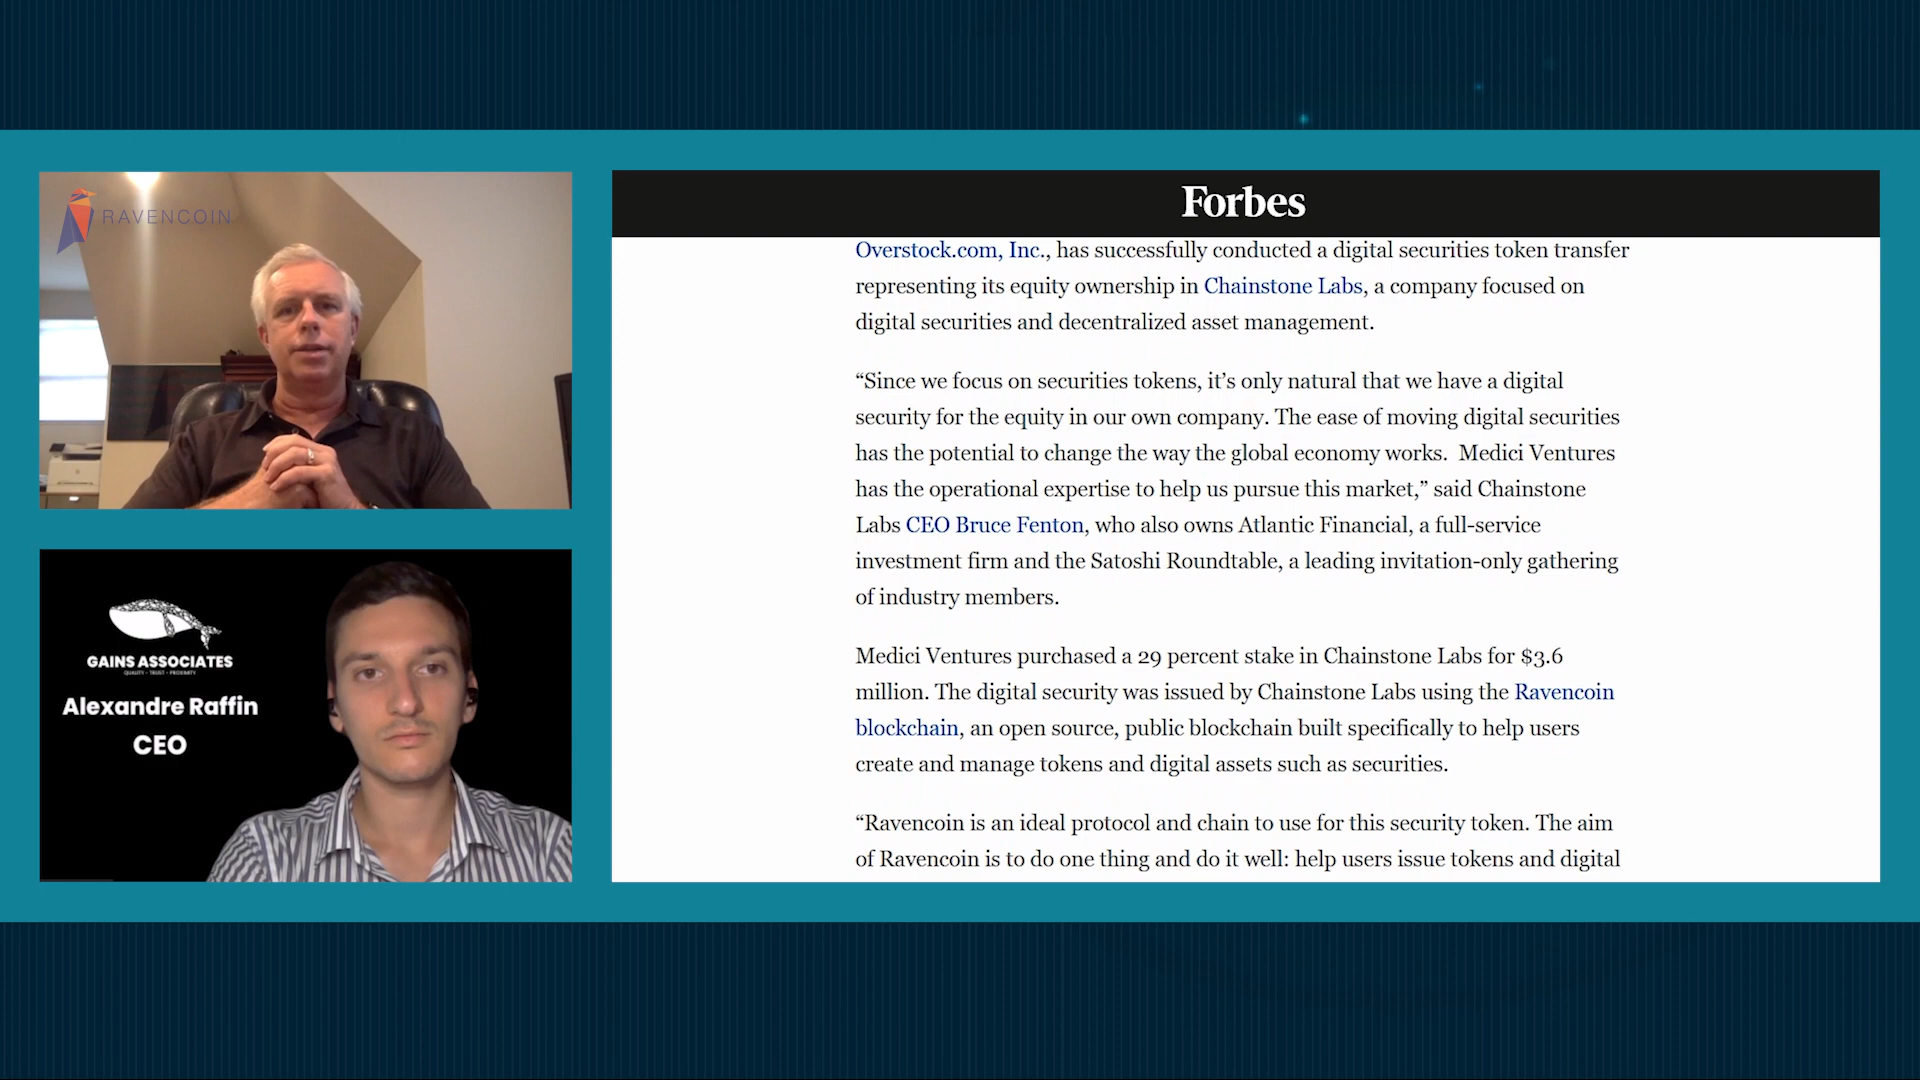 RAVENCOIN
GAINS ASSOCIATES
QUALITY - TRUST - PROXIMITY
Alexandre Raffin
CEO
Forbes
Overstock.com, Inc., has successfully conducted a digital securities token transfer
representing its equity ownership in Chainstone Labs, a company focused on
digital securities and decentralized asset management.
“Since we focus on securities tokens, it’s only natural that we have a digital
security for the equity in our own company. The ease of moving digital securities
has the potential to change the way the global economy works.  Medici Ventures
has the operational expertise to help us pursue this market,” said Chainstone
Labs CEO Bruce Fenton, who also owns Atlantic Financial, a full-service
investment firm and the Satoshi Roundtable, a leading invitation-only gathering
of industry members.
Medici Ventures purchased a 29 percent stake in Chainstone Labs for $3.6
million. The digital security was issued by Chainstone Labs using the Ravencoin
blockchain, an open source, public blockchain built specifically to help users
create and manage tokens and digital assets such as securities.
“Ravencoin is an ideal protocol and chain to use for this security token. The aim
of Ravencoin is to do one thing and do it well: help users issue tokens and digital